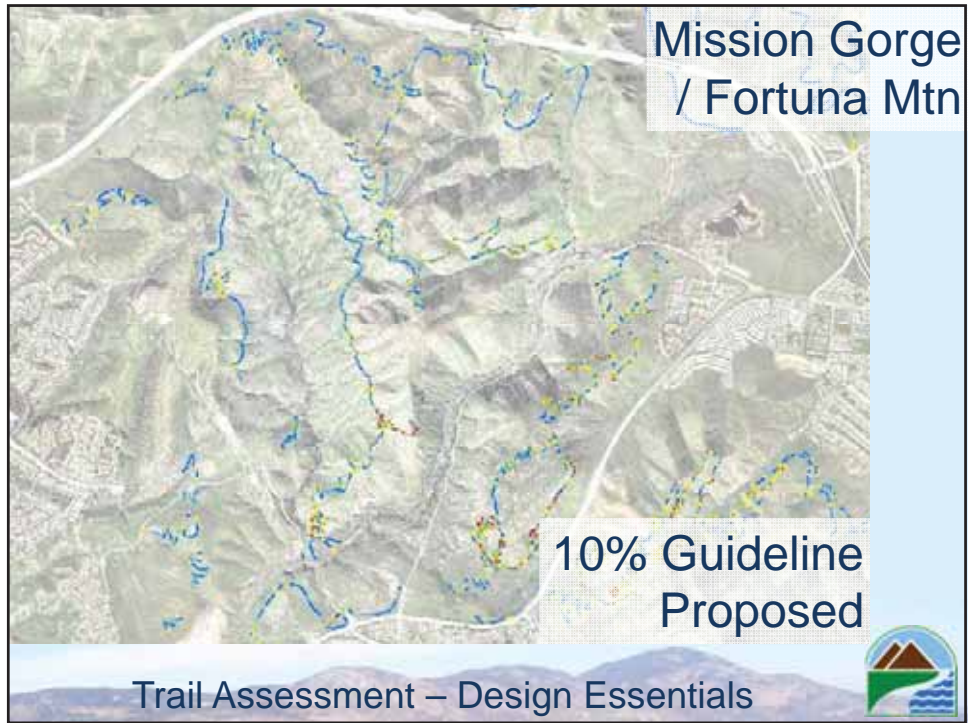 Mission Gorge
/ Fortuna Mtn
10% Guideline
Proposed
Trail Assessment – Design Essentials